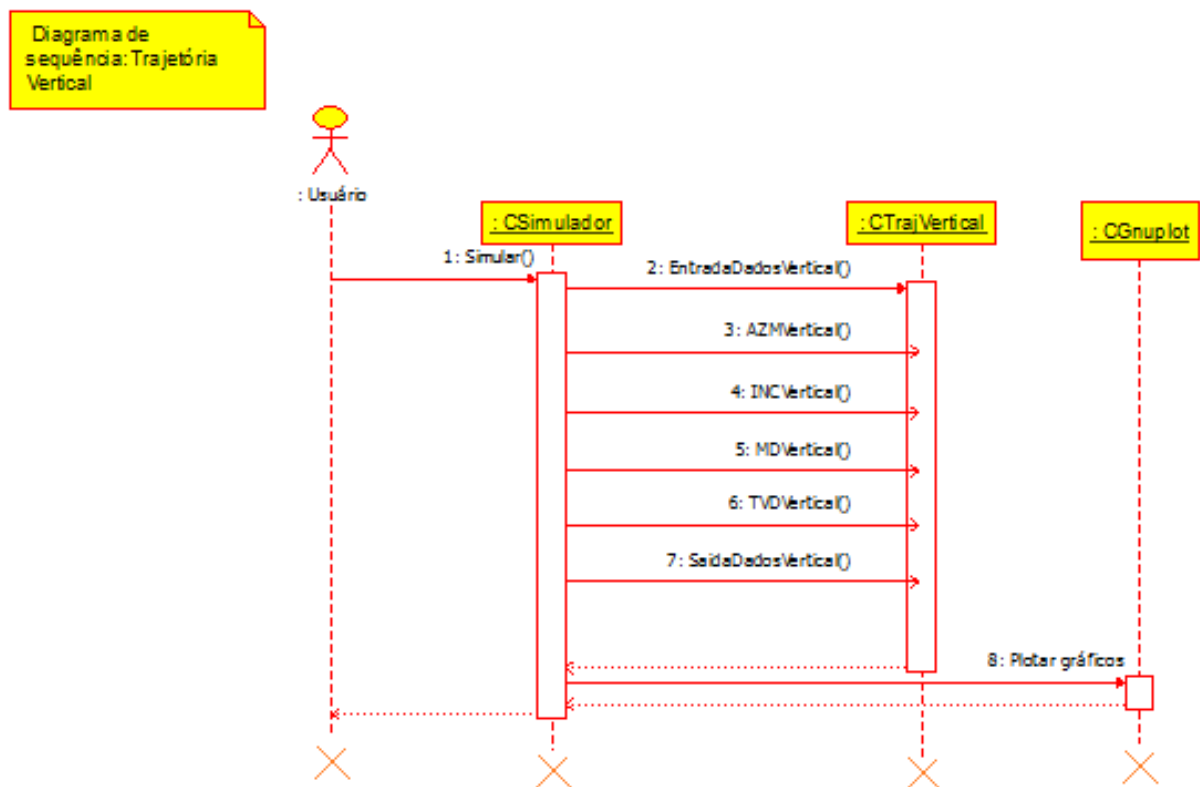 Diagrama de
sequência: Trajetória
Vertical
: Usuário
: CSimulador
: CTrajVertical
: CGnuplot
1: Simular()
2: EntradaDadosVertical()
3: AZMVertical()
4: INCVertical()
5: MDVertical()
6: TVDVertical()
7: SaidaDadosVertical()
8: Plotar gráficos